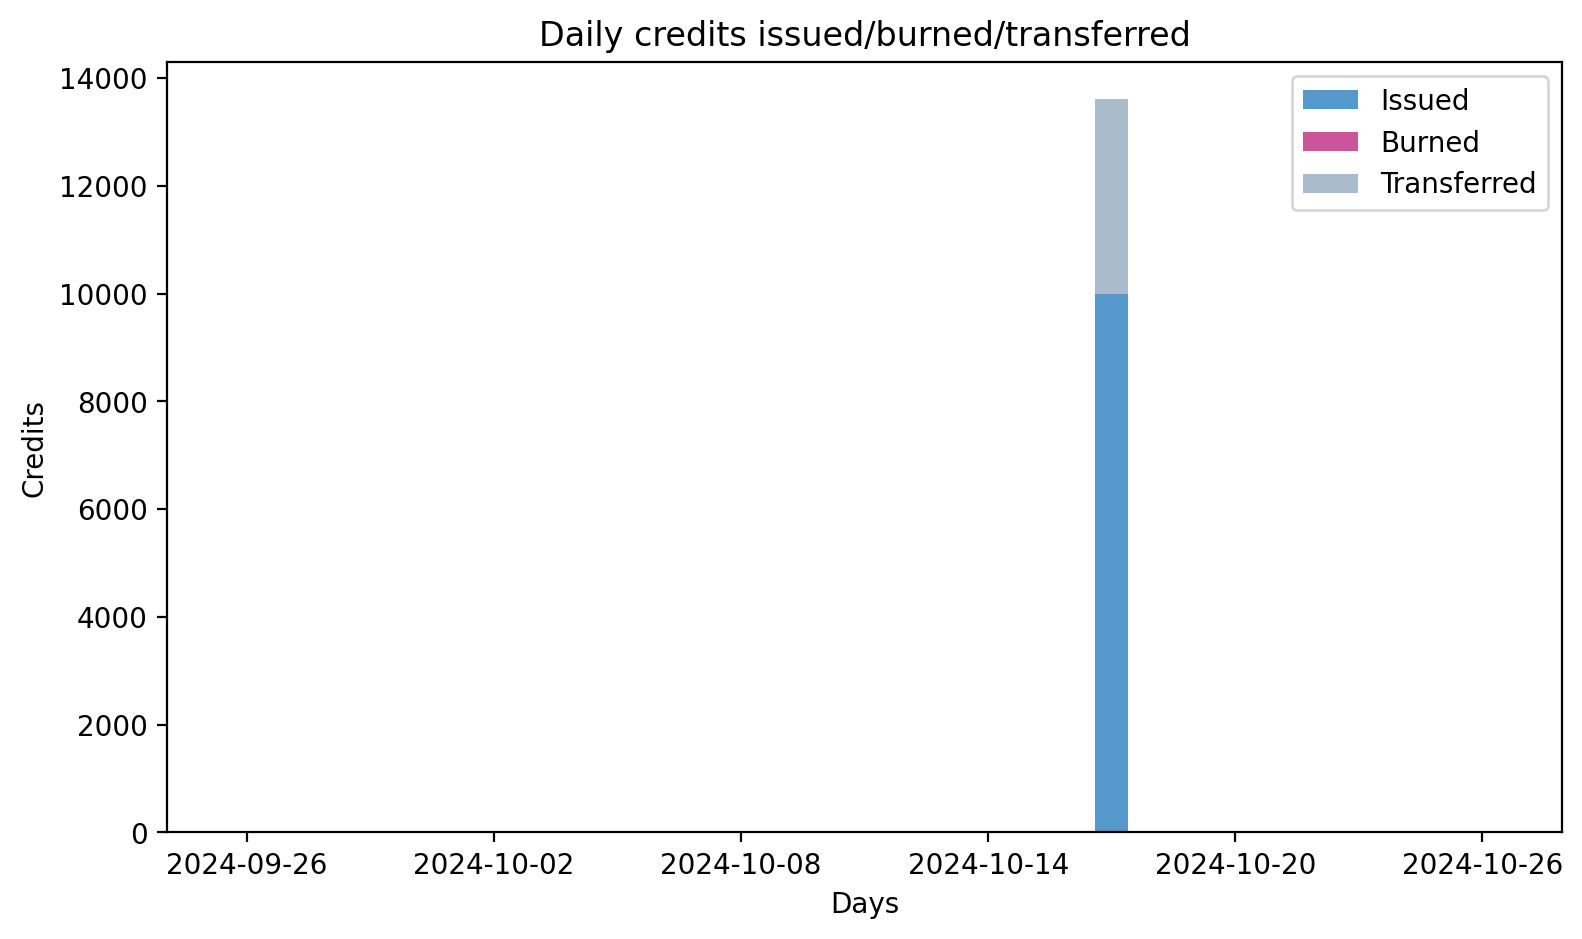 Daily credits issued/burned/transferred
14000
12000
10000
8000
6000
4000
2000
0
Credits
Issued
Burned
Transferred
2024-09-26 2024-10-02 2024-10-08 2024-10-14 2024-10-20 2024-10-26
Days